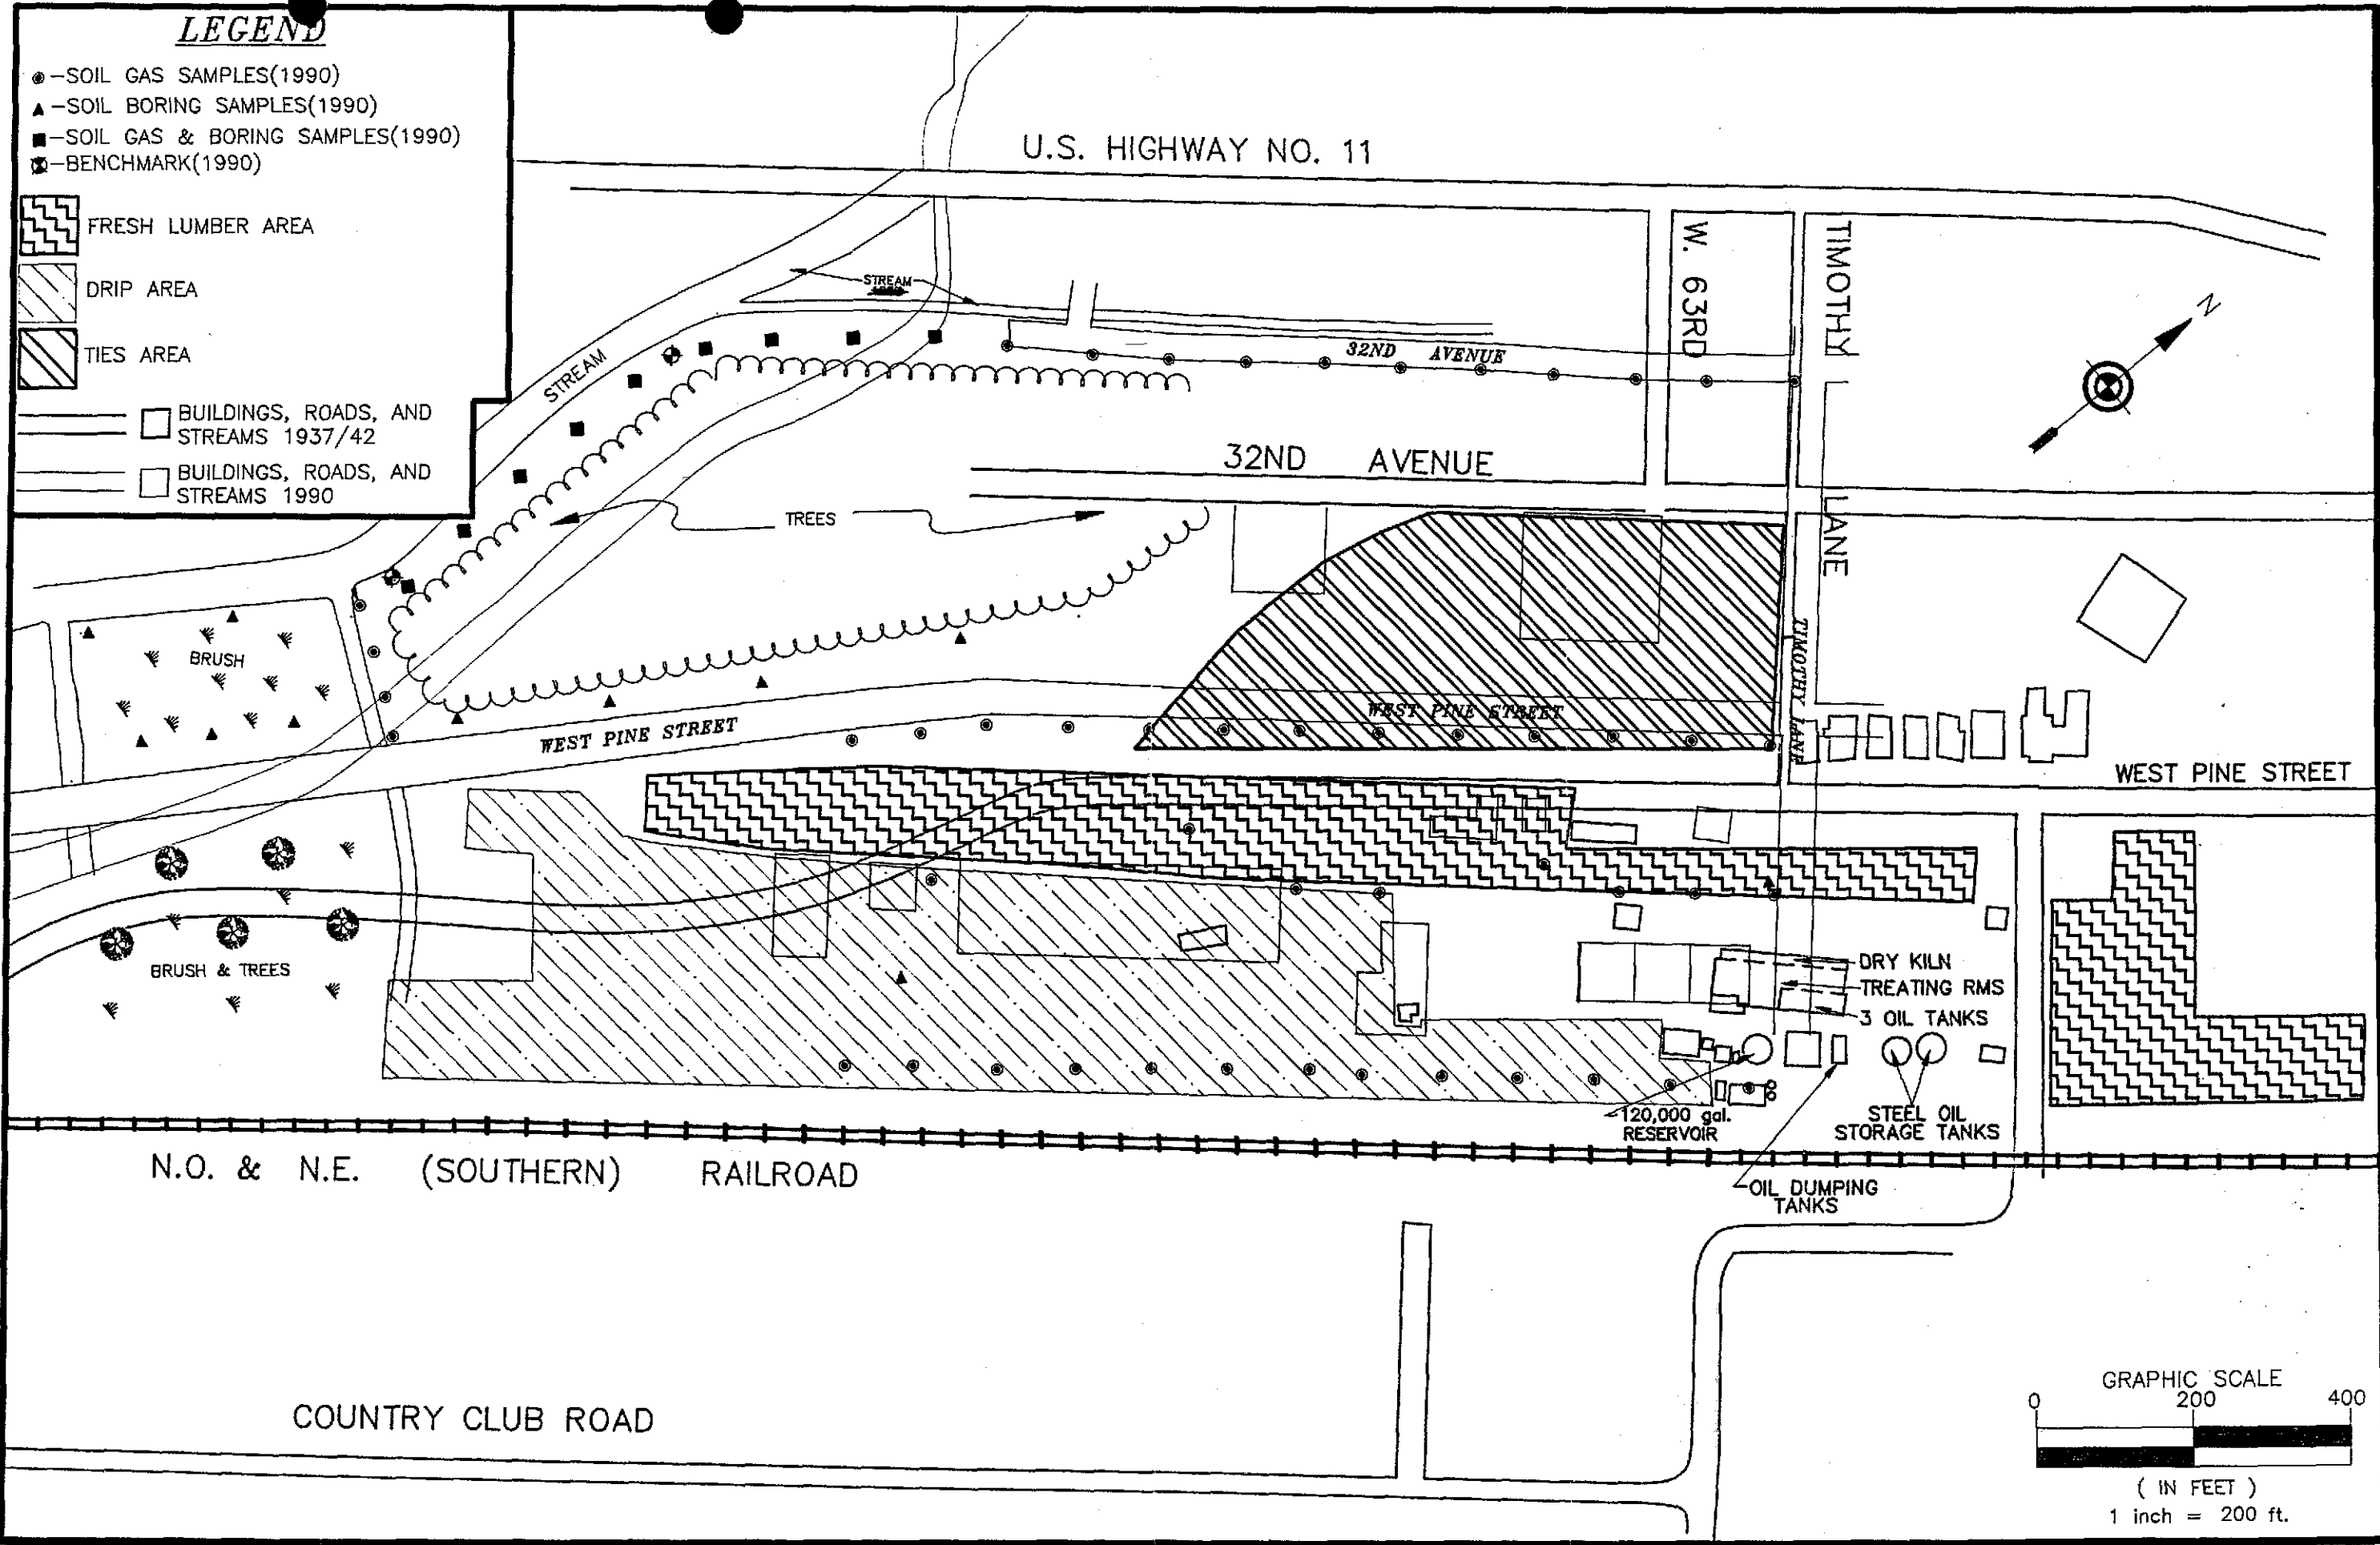 LEGEND
-SOIL GAS SAMPLES(1990)
-SOIL BORING SAMPLES(1990)
-SOIL GAS & BORING SAMPLES(1990)
-BENCHMARK(1990)
FRESH LUMBER AREA
DRIP AREA
TIES AREA
BUILDINGS, ROADS, AND
STREAMS 1937/42
BUILDINGS, ROADS, AND
STREAMS 1990
U.S. HIGHWAY NO. 11
W. 63RD
TIMOTHY
LANE
N
STREAM
STREAM
32ND AVENUE
32ND AVENUE
TREES
BRUSH
TIMOTHY LANE
WEST PINE STREET
WEST PINE STREET
WEST PINE STREET
BRUSH & TREES
DRY KILN
TREATING RMS
3 OIL TANKS
120,000 gal.
RESERVOIR
STEEL OIL
STORAGE TANKS
OIL DUMPING
TANKS
N.O. & N.E. (SOUTHERN) RAILROAD
COUNTRY CLUB ROAD
GRAPHIC SCALE
0 200 400
( IN FEET )
1 inch = 200 ft.